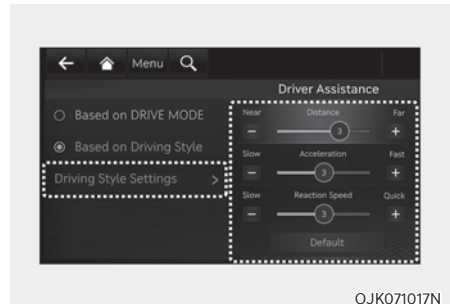 Menu
Driver Assistance
Based on DRIVE MODE
Based on Driving Style
Driving Style Settings >
Near Distance Far
− 3 +
Slow Acceleration Fast
− 3 +
Slow Reaction Speed Quick
− 3 +
Default
OJK071017N